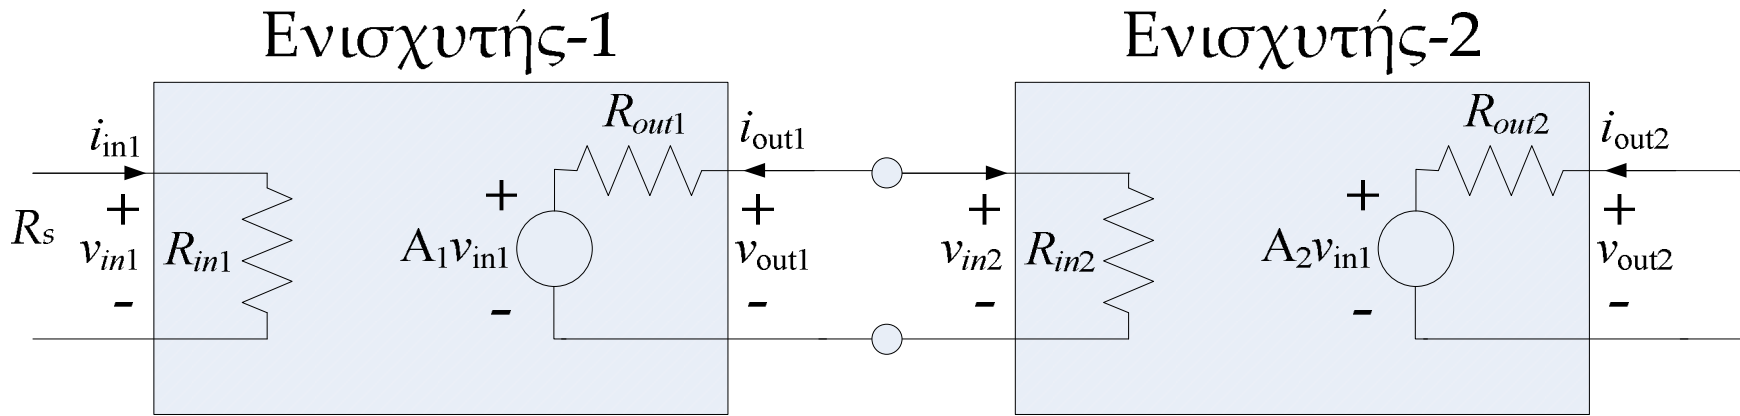 Ενισχυτής-1
Ενισχυτής-2
i_in1
R_out1
i_out1
R_out2
i_out2
+
+
+
+
+
+
R_s
v_in1
R_in1
A_1v_in1
v_out1
v_in2
R_in2
A_2v_in1
v_out2
-
-
-
-
-
-